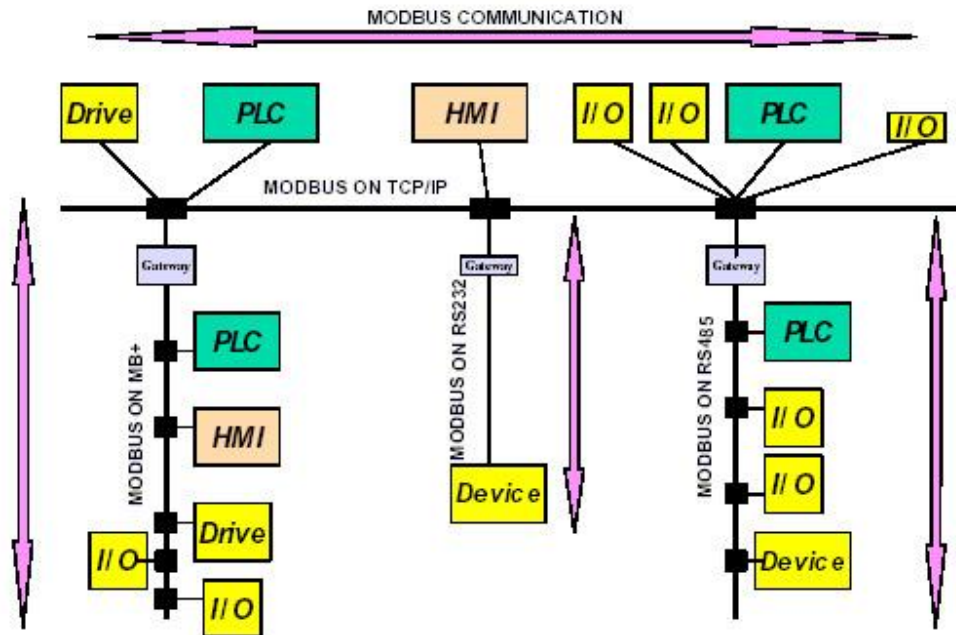 MODBUS COMMUNICATION
Drive
PLC
HMI
I/O
I/O
PLC
I/O
MODBUS ON TCP/IP
Gateway
Gateway
Gateway
MODBUS ON MB+
PLC
HMI
Drive
I/O
I/O
MODBUS ON RS232
Device
MODBUS ON RS485
PLC
I/O
I/O
Device